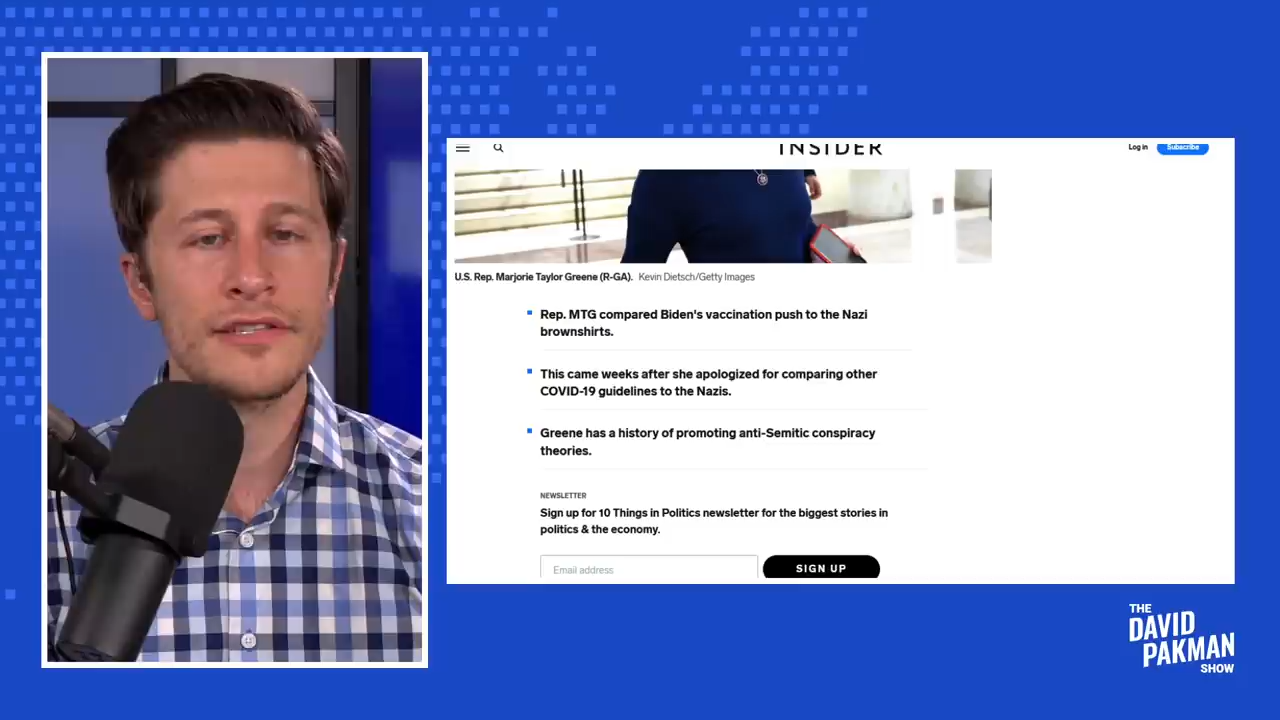 INSIDER
Log in
Subscribe
U.S. Rep. Marjorie Taylor Greene (R-GA). Kevin Dietsch/Getty Images
Rep. MTG compared Biden's vaccination push to the Nazi
brownshirts.
This came weeks after she apologized for comparing other
COVID-19 guidelines to the Nazis.
Greene has a history of promoting anti-Semitic conspiracy
theories.
NEWSLETTER
Sign up for 10 Things in Politics newsletter for the biggest stories in
politics & the economy.
Email address
SIGN UP
THE
DAVID
PAKMAN
SHOW